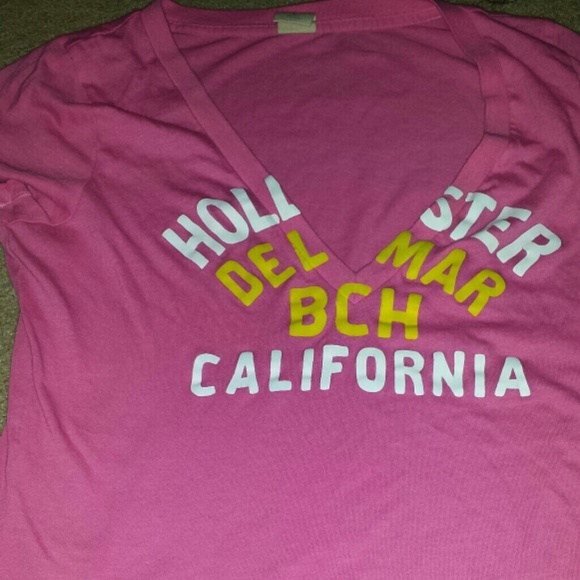 HOLL STER
DEL MAR
BCH
CALIFORNIA